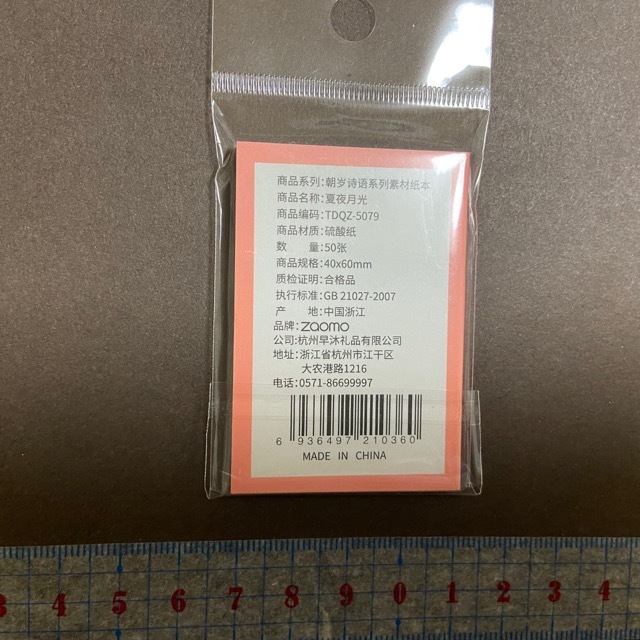 商品系列:朝岁诗语系列素材纸本
商品名称:夏夜月光
商品编码:TDQZ-5079
商品材质:硫酸纸
数 量:50张
商品规格:40x60mm
质检证明:合格品
执行标准:GB 21027-2007
产 地:中国浙江
品牌:zaomo
公司:杭州早沐礼品有限公司
地址:浙江省杭州市江干区
大农港路1216
电话:0571-86699997
6 936497 210360
MADE IN CHINA
3 4 5 6 7 8 9 0 1 2 3 4